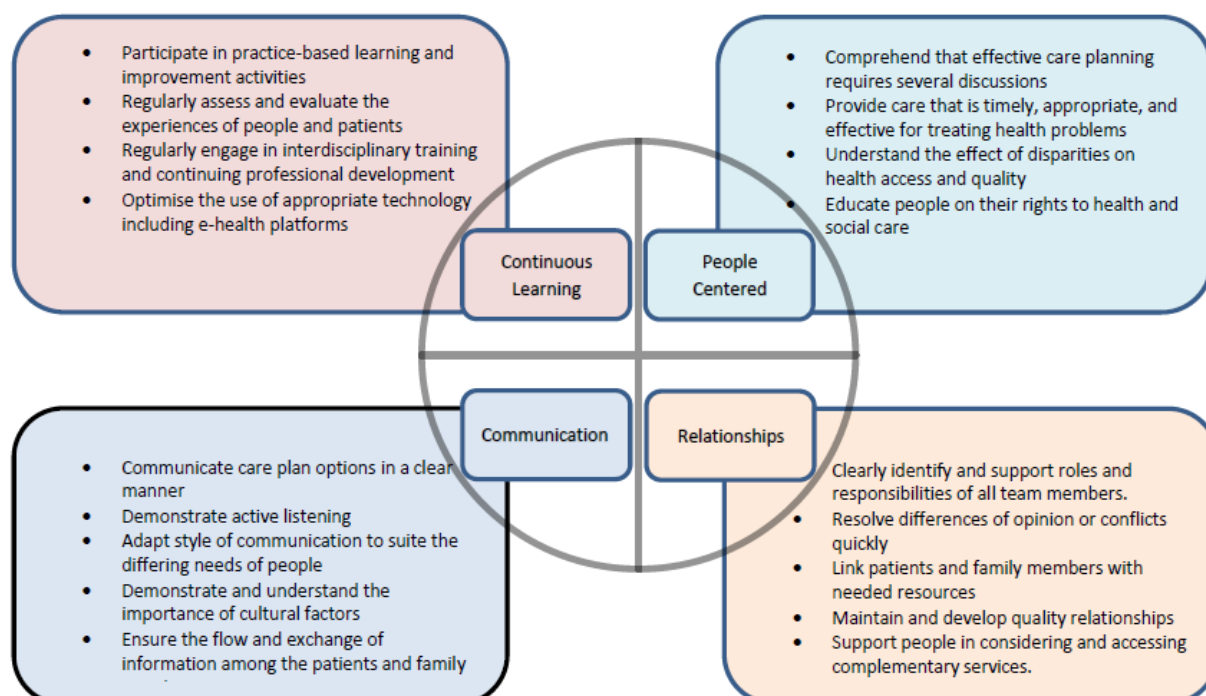 • Participate in practice-based learning and
improvement activities
• Regularly assess and evaluate the
experiences of people and patients
• Regularly engage in interdisciplinary training
and continuing professional development
• Optimise the use of appropriate technology
including e-health platforms
• Comprehend that effective care planning
requires several discussions
• Provide care that is timely, appropriate, and
effective for treating health problems
• Understand the effect of disparities on
health access and quality
• Educate people on their rights to health and
social care
Continuous
Learning
People
Centered
Communication
Relationships
• Communicate care plan options in a clear
manner
• Demonstrate active listening
• Adapt style of communication to suite the
differing needs of people
• Demonstrate and understand the
importance of cultural factors
• Ensure the flow and exchange of
information among the patients and family
Clearly identify and support roles and
responsibilities of all team members.
• Resolve differences of opinion or conflicts
quickly
• Link patients and family members with
needed resources
• Maintain and develop quality relationships
• Support people in considering and accessing
complementary services.